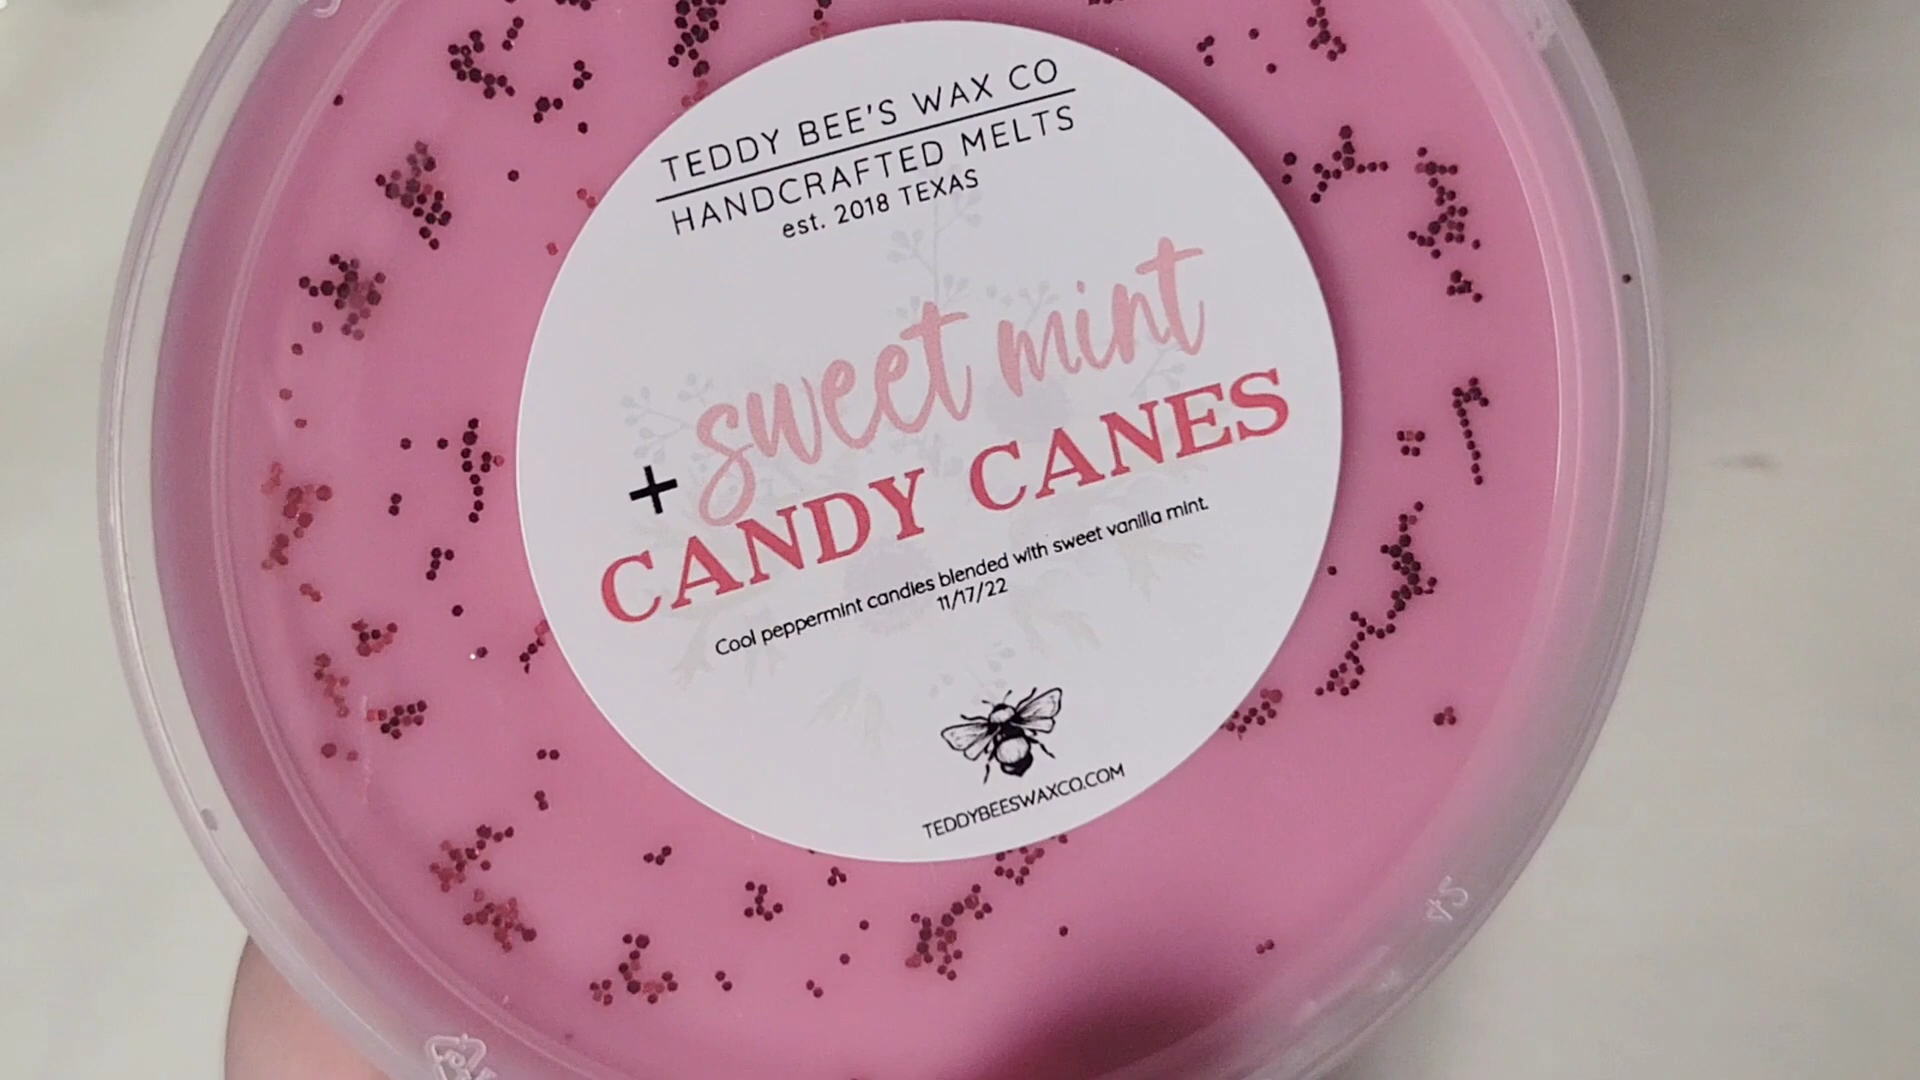 TEDDY BEE'S WAX CO
HANDCRAFTED MELTS
est. 2018 TEXAS
sweet mint
+
CANDY CANES
Cool peppermint candies blended with sweet vanilla mint.
11/17/22
TEDDYBEESWAXCO.COM